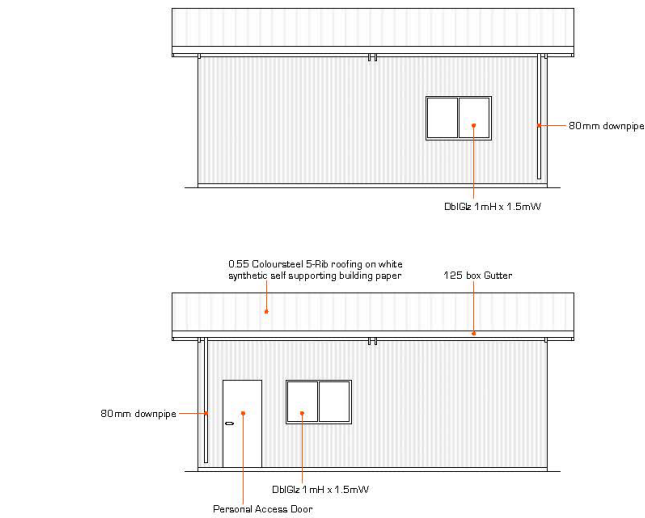 80mm downpipe
DblGlz 1mH x 1.5mW
0.55 Coloursteel 5-Rib roofing on white
synthetic self supporting building paper
125 box Gutter
80mm downpipe
DblGlz 1mH x 1.5mW
Personal Access Door